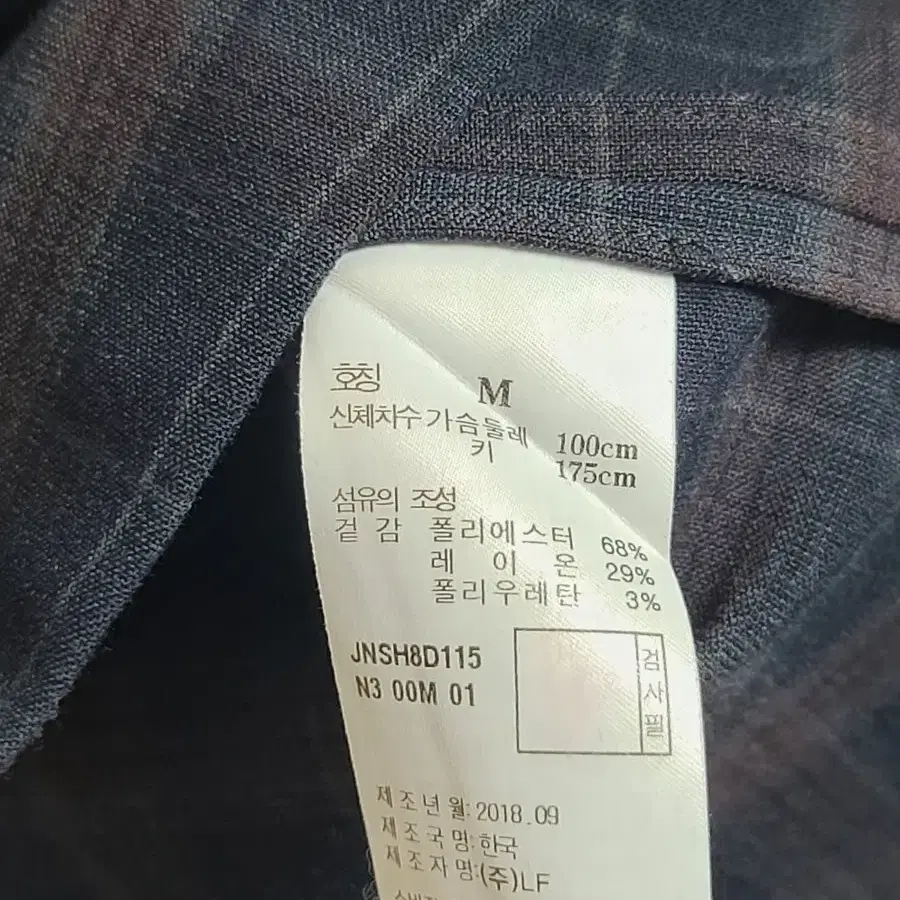 호칭 M
신체치수 가슴둘레 100cm
키 175cm
섬유의 조성
겉감 폴리에스터 68%
레이온 29%
폴리우레탄 3%
JNSH8D115
N3 00M 01
검사필
제조년월:2018.09
제조국명:한국
제조자명:(주)LF